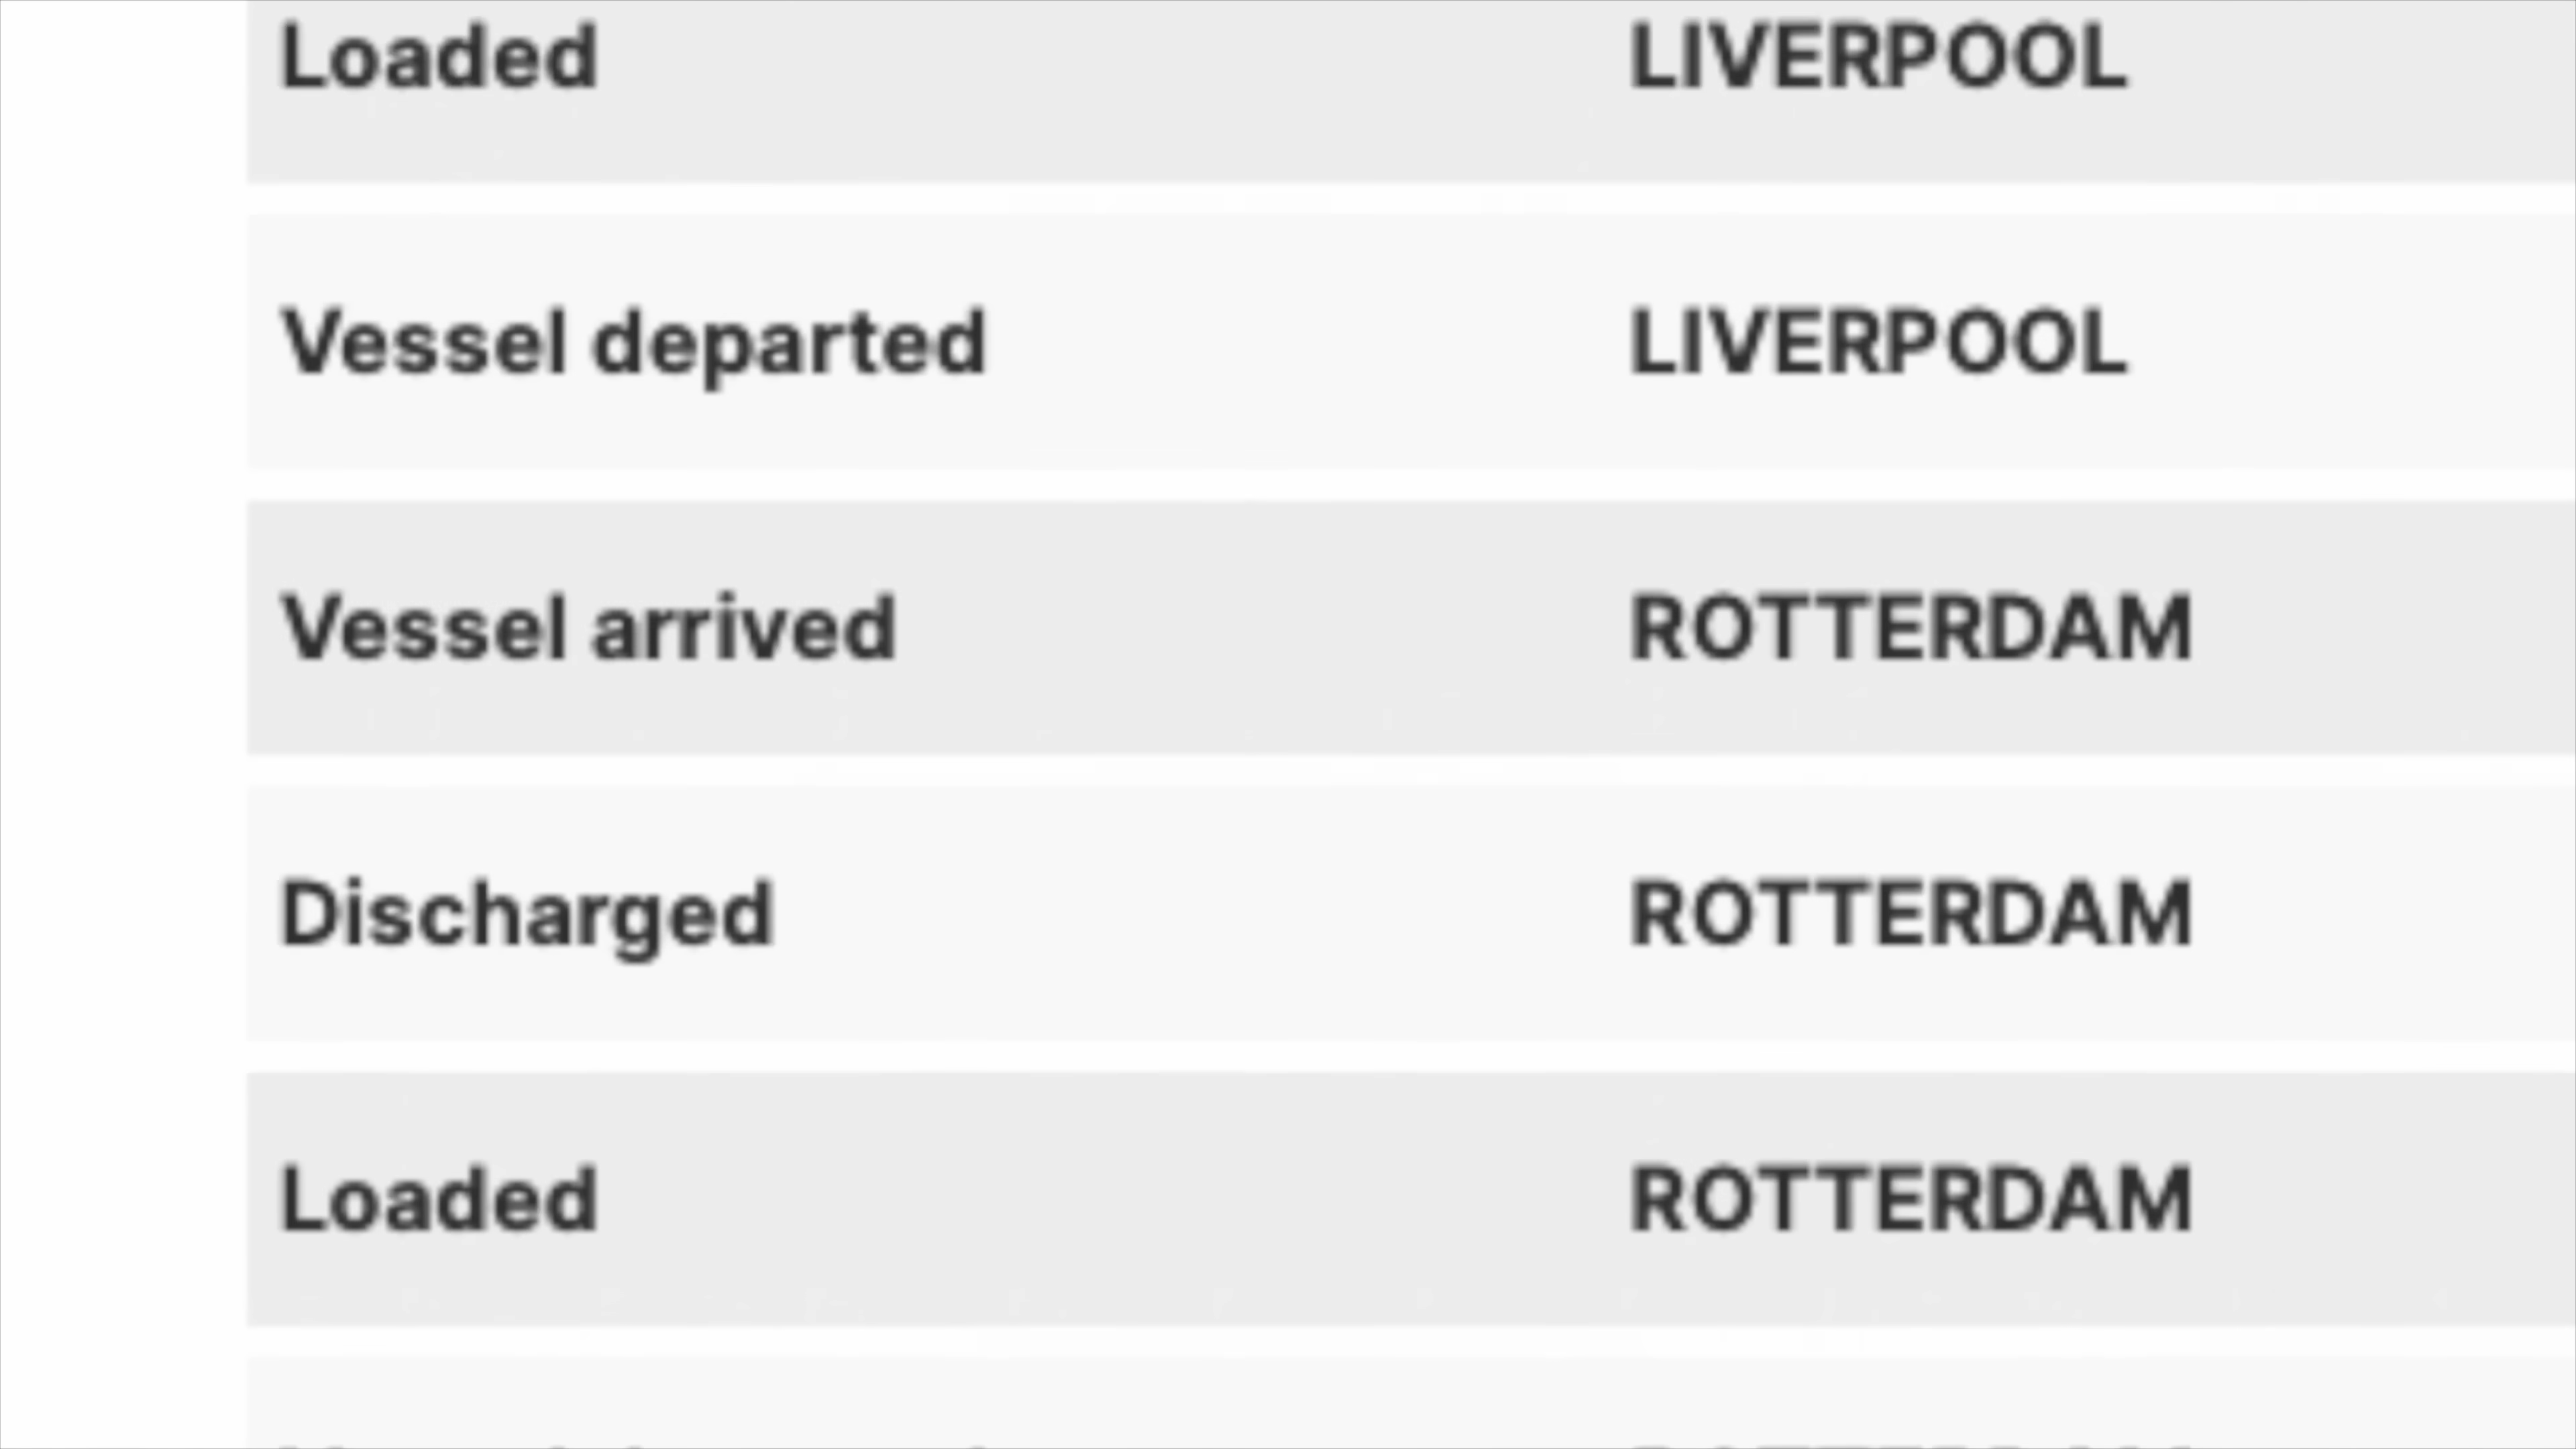 Loaded LIVERPOOL
Vessel departed LIVERPOOL
Vessel arrived ROTTERDAM
Discharged ROTTERDAM
Loaded ROTTERDAM